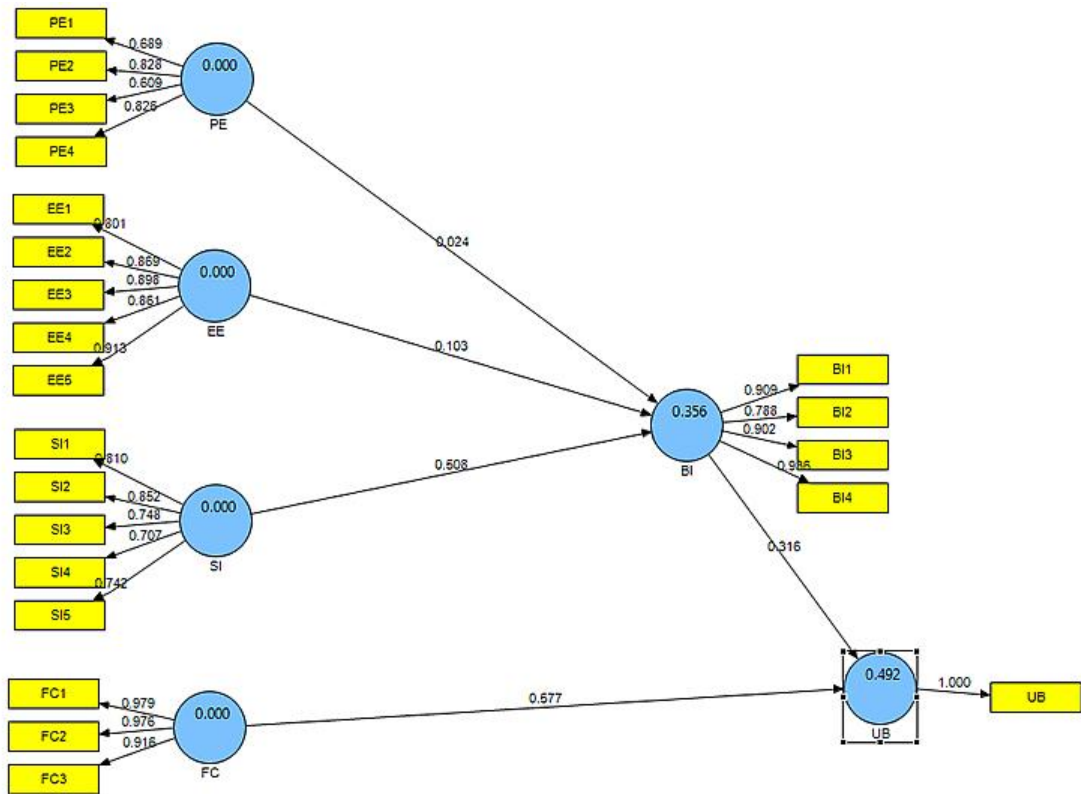 PE1
PE2
PE3
PE4
0.689
0.828
0.609
0.826
0.000
PE
0.024
EE1
EE2
EE3
EE4
EE5
0.801
0.869
0.898
0.861
0.913
0.000
EE
0.103
SI1
SI2
SI3
SI4
SI5
0.810
0.852
0.748
0.707
0.742
0.000
SI
0.508
0.356
BI
0.909
0.788
0.902
0.936
BI1
BI2
BI3
BI4
0.316
FC1
FC2
FC3
0.979
0.976
0.916
0.000
FC
0.577
0.492
UB
1.000
UB